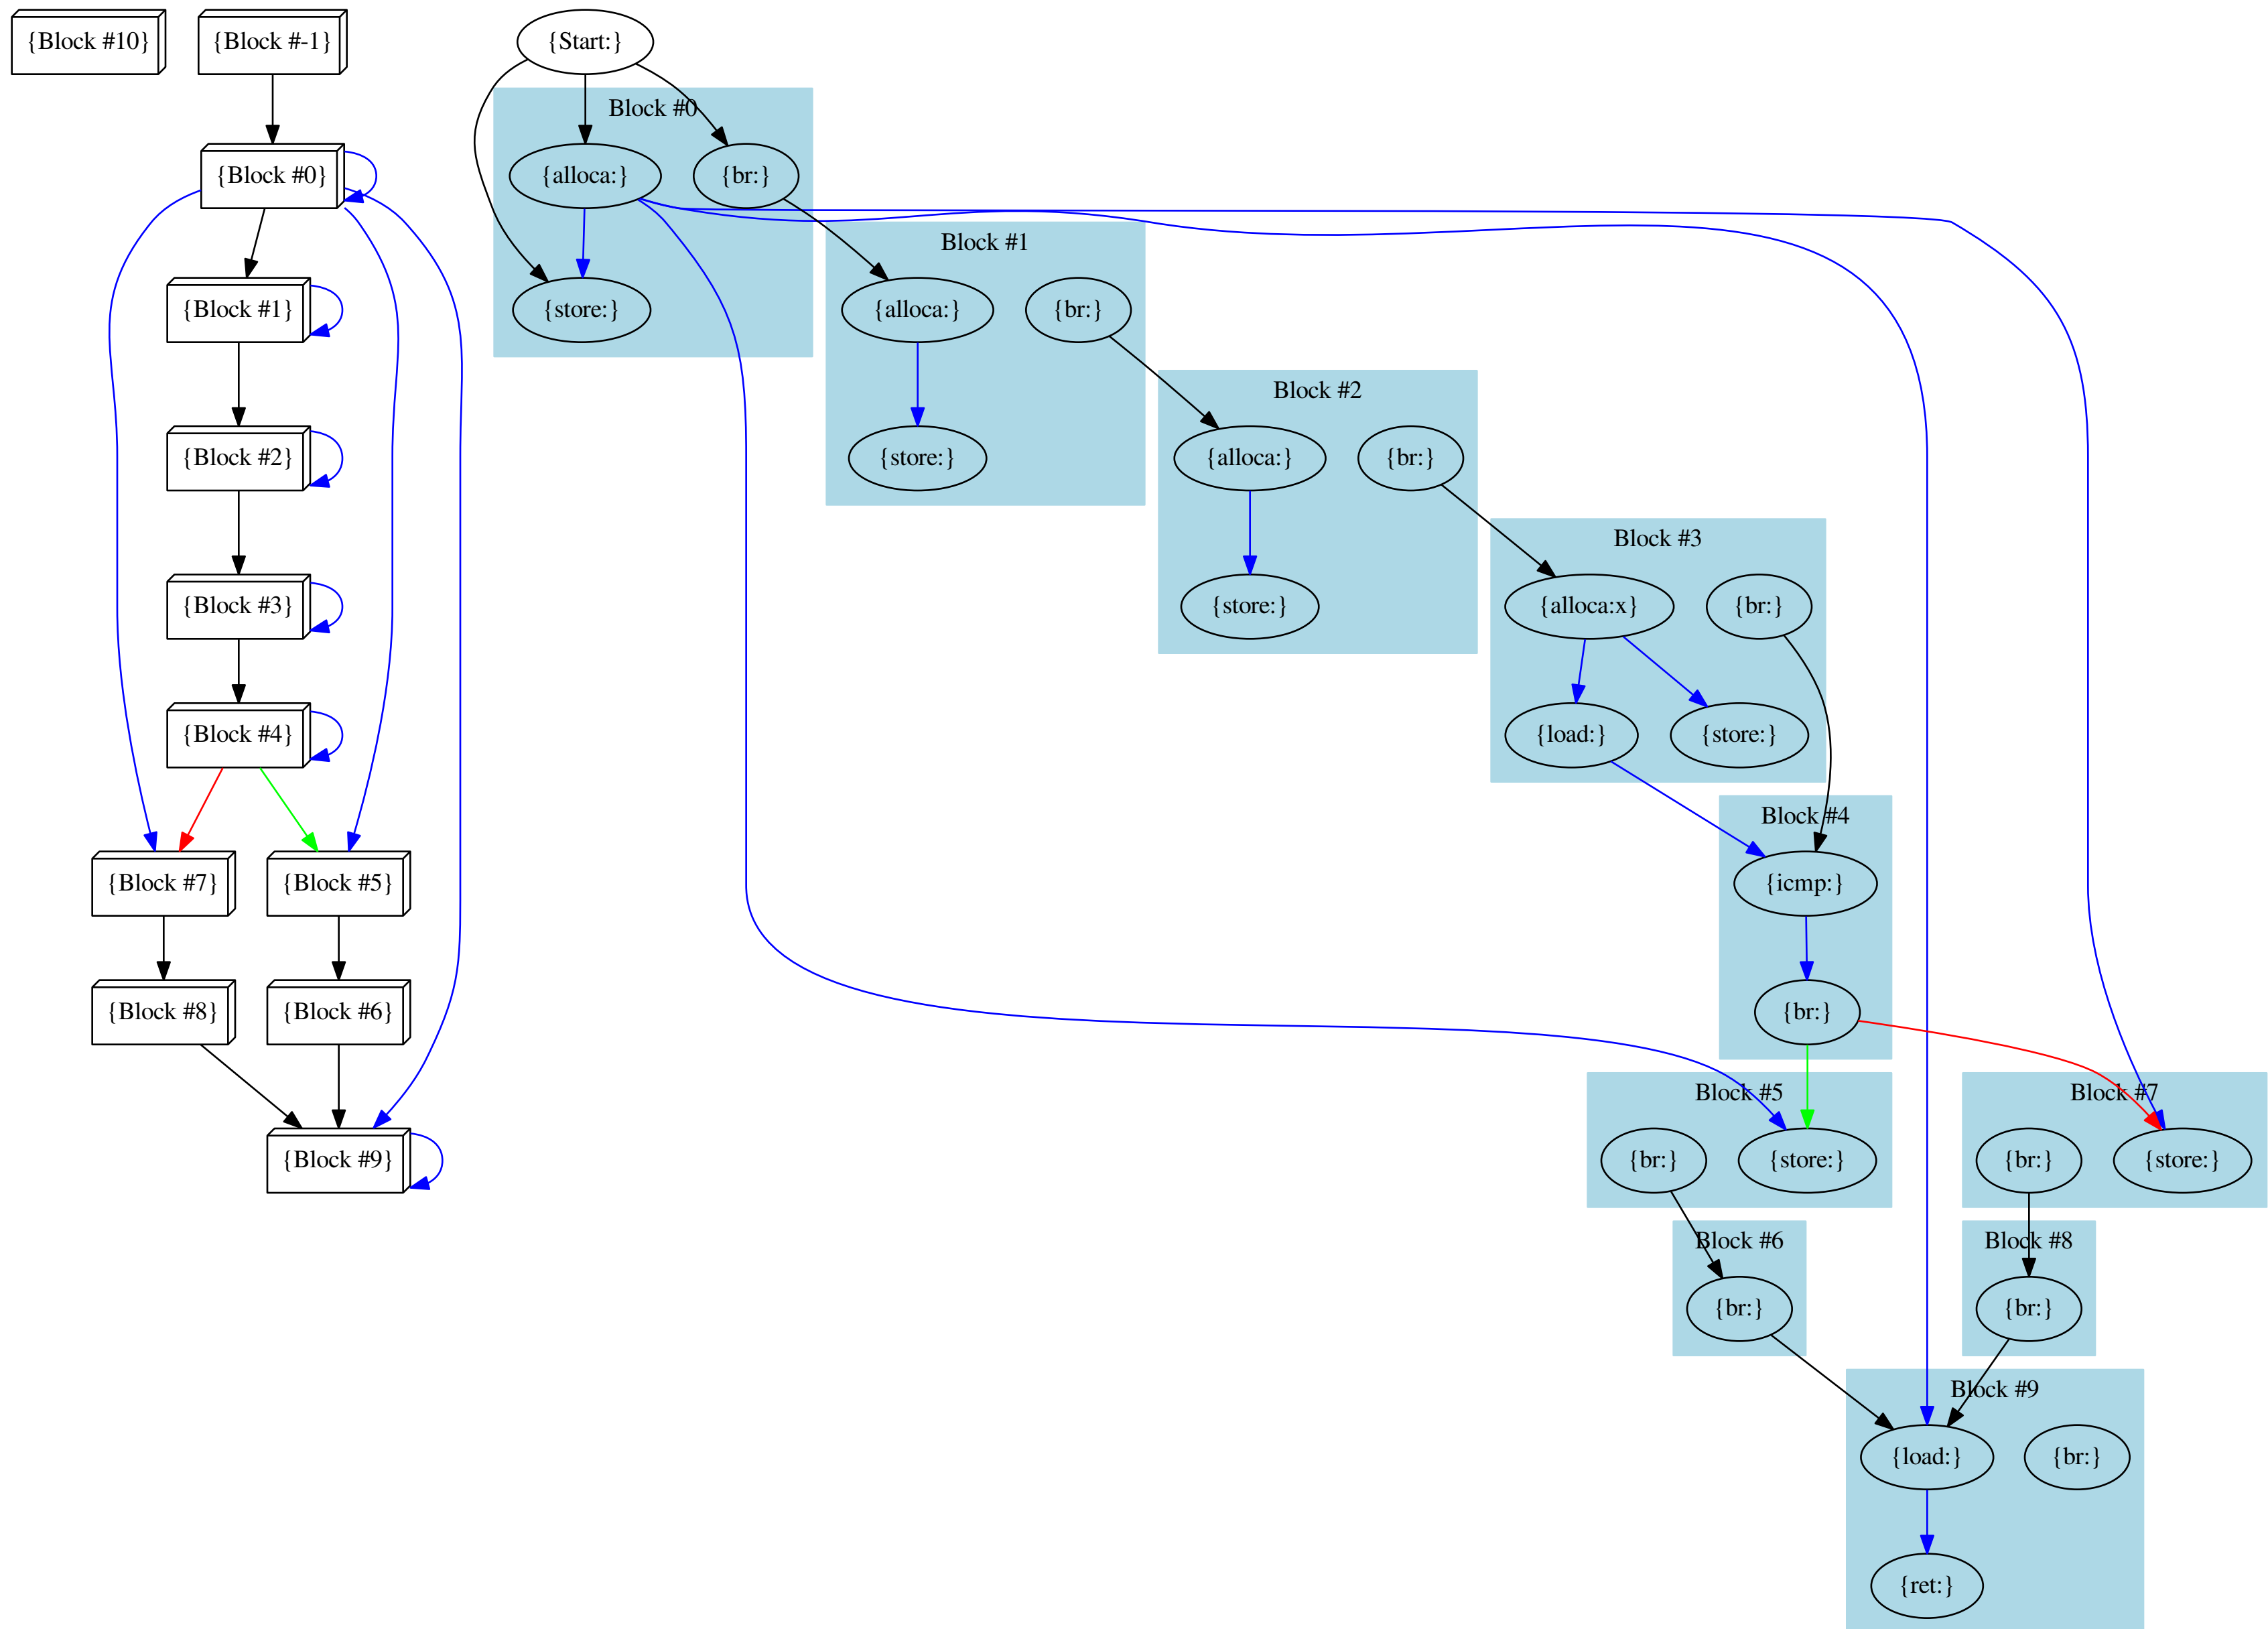 {Block #10}
{Block #-1}
{Block #0}
{Block #1}
{Block #2}
{Block #3}
{Block #4}
{Block #7}
{Block #5}
{Block #8}
{Block #6}
{Block #9}
{Start:}
Block #0
{alloca:}
{br:}
{store:}
Block #1
{alloca:}
{br:}
{store:}
Block #2
{alloca:}
{br:}
{store:}
Block #3
{alloca:x}
{br:}
{load:}
{store:}
Block #4
{icmp:}
{br:}
Block #5
{br:}
{store:}
Block #7
{br:}
{store:}
Block #6
{br:}
Block #8
{br:}
Block #9
{load:}
{br:}
{ret:}